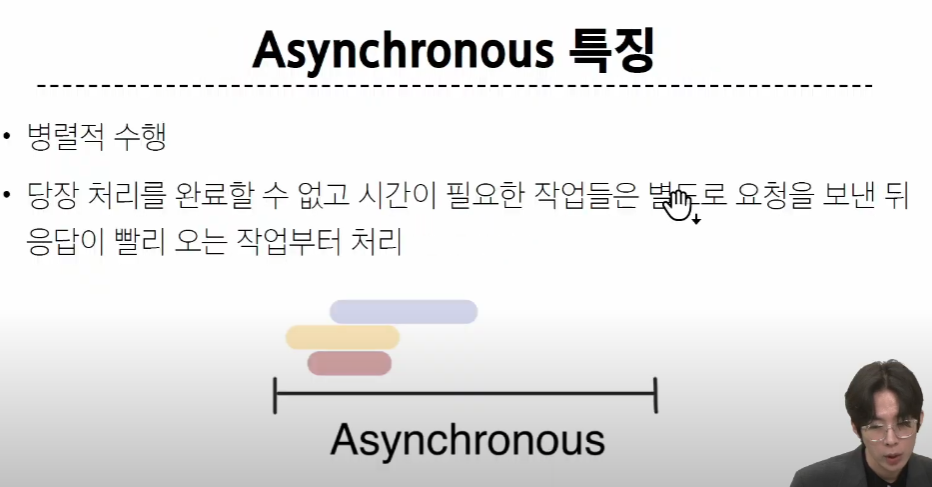 Asynchronous 특징
• 병렬적 수행
• 당장 처리를 완료할 수 없고 시간이 필요한 작업들은 별도로 요청을 보낸 뒤
응답이 빨리 오는 작업부터 처리
Asynchronous